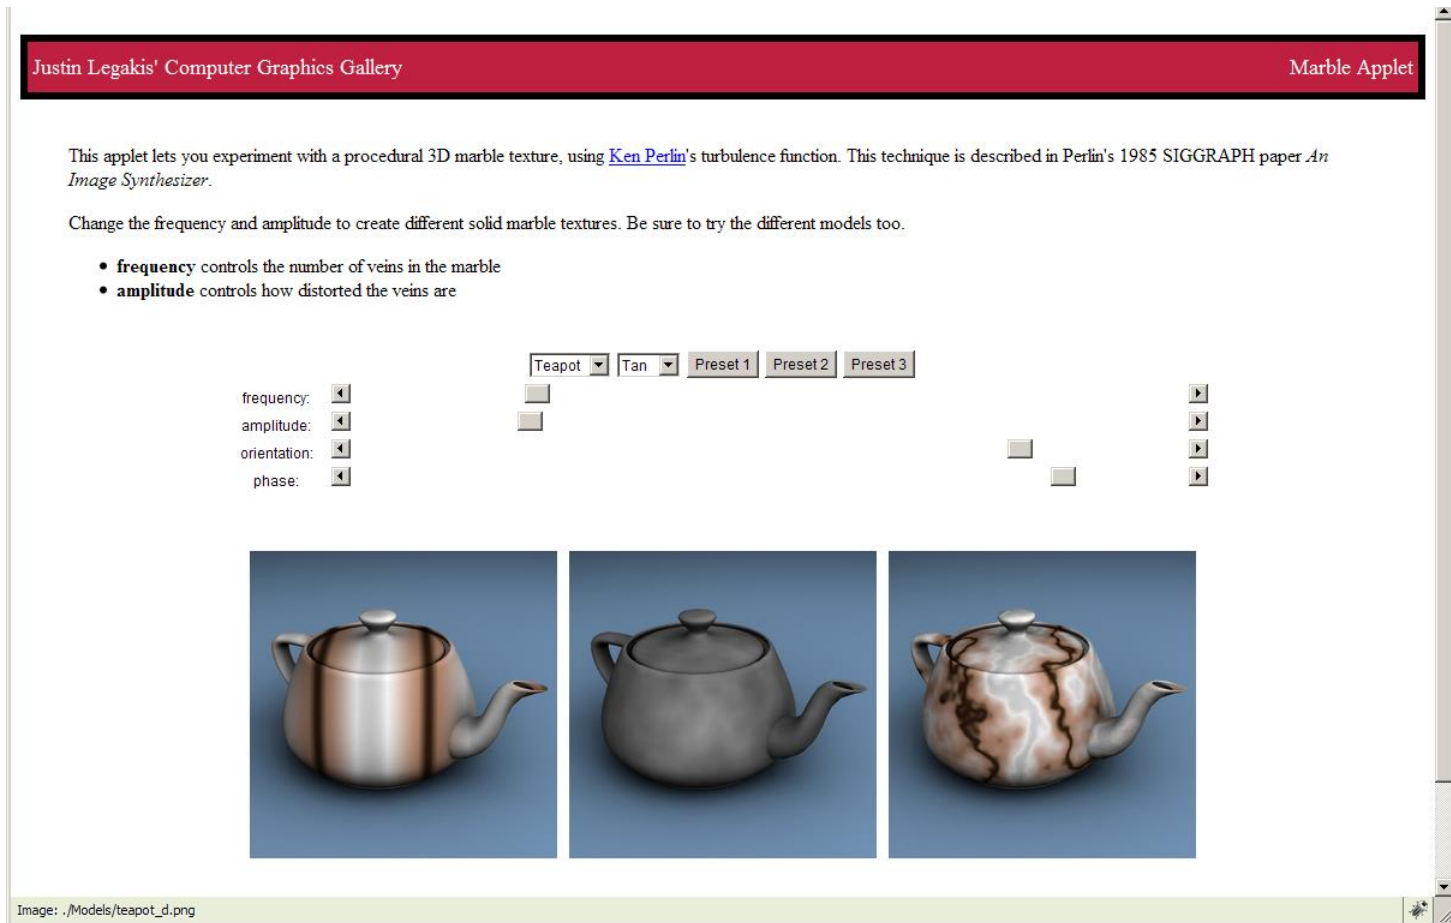 Justin Legakis' Computer Graphics Gallery
Marble Applet
This applet lets you experiment with a procedural 3D marble texture, using Ken Perlin's turbulence function. This technique is described in Perlin's 1985 SIGGRAPH paper An
Image Synthesizer.
Change the frequency and amplitude to create different solid marble textures. Be sure to try the different models too.
• frequency controls the number of veins in the marble
• amplitude controls how distorted the veins are
Teapot Tan Preset 1 Preset 2 Preset 3
frequency:
amplitude:
orientation:
phase:
Image: ./Models/teapot_d.png